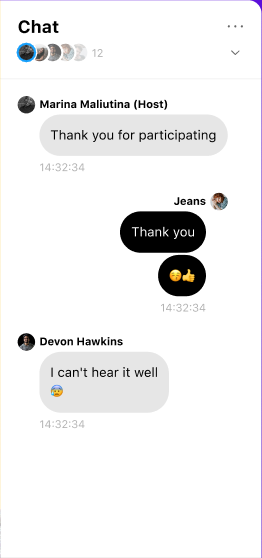 Chat
12
Marina Maliutina (Host)
Thank you for participating
14:32:34
Jeans
Thank you
😚👍
14:32:34
Devon Hawkins
I can't hear it well
😰
14:32:34